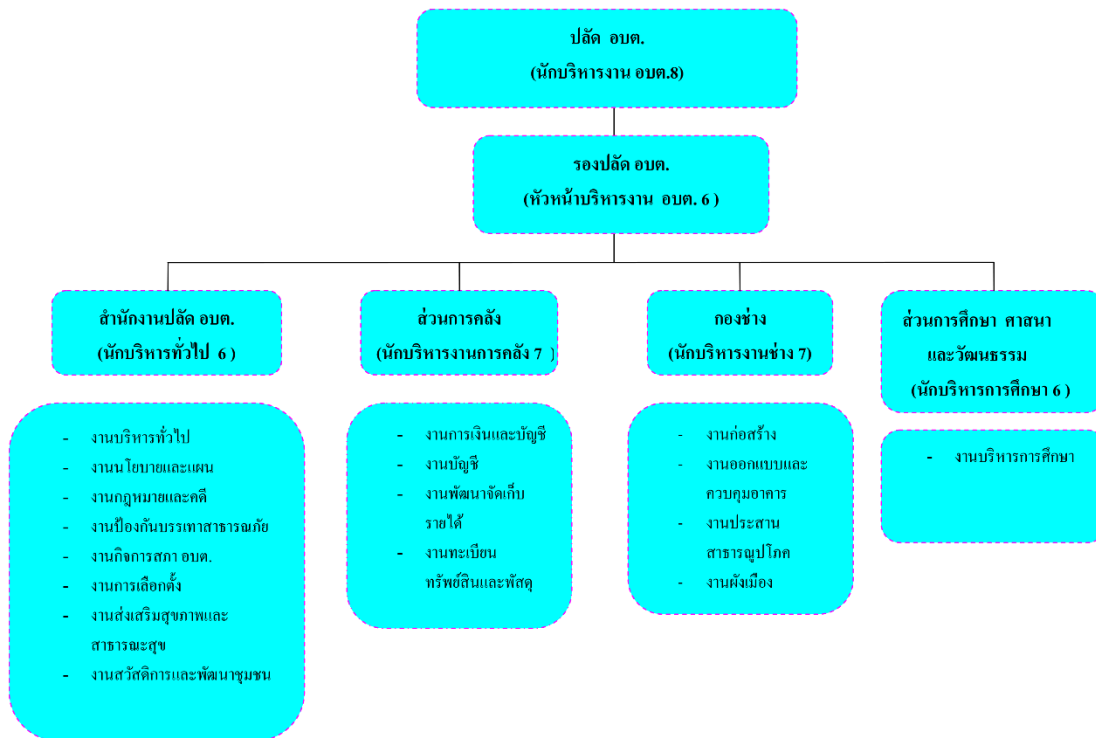 ปลัด อบต.
(นักบริหารงาน อบต.8)
รองปลัด อบต.
(หัวหน้าบริหารงาน อบต. 6 )
สำนักงานปลัด อบต.
(นักบริหารทั่วไป 6 )
ส่วนการคลัง
(นักบริหารงานการคลัง 7 )
กองช่าง
(นักบริหารงานช่าง 7)
ส่วนการศึกษา ศาสนา
และวัฒนธรรม
(นักบริหารการศึกษา 6 )
- งานบริหารทั่วไป
- งานนโยบายและแผน
- งานกฎหมายและคดี
- งานป้องกันบรรเทาสาธารณภัย
- งานกิจการสภา อบต.
- งานการเลือกตั้ง
- งานส่งเสริมสุขภาพและ
สาธารณะสุข
- งานสวัสดิการและพัฒนาชุมชน
- งานการเงินและบัญชี
- งานบัญชี
- งานพัฒนาจัดเก็บ
รายได้
- งานทะเบียน
ทรัพย์สินและพัสดุ
- งานก่อสร้าง
- งานออกแบบและ
ควบคุมอาคาร
- งานประสาน
สาธารณูปโภค
- งานผังเมือง
- งานบริหารการศึกษา